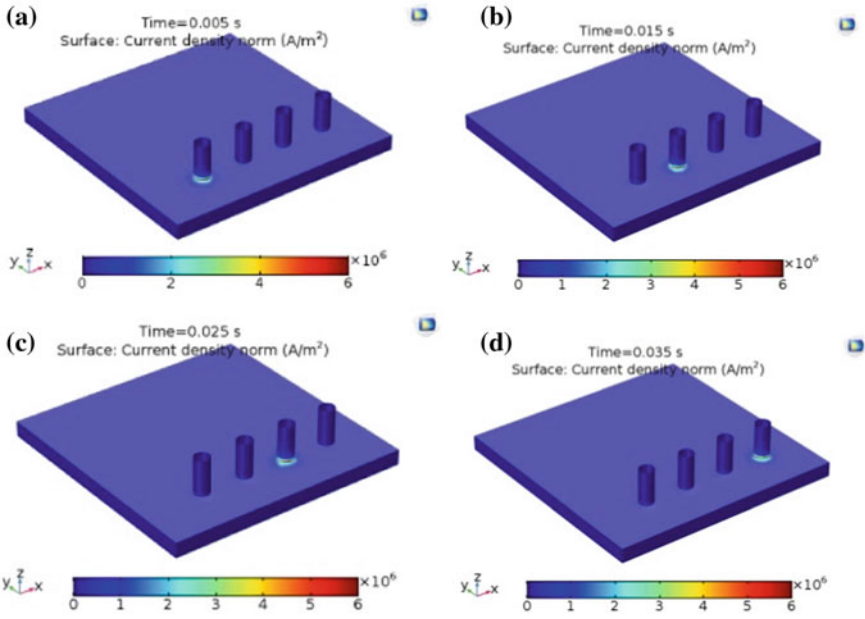 (a)
Time=0.005 s
Surface: Current density norm (A/m²)
y z x
0 2 4 6 ×10⁶
(b)
Time=0.015 s
Surface: Current density norm (A/m²)
y z x
0 1 2 3 4 5 6 ×10⁶
(c)
Time=0.025 s
Surface: Current density norm (A/m²)
y z x
0 1 2 3 4 5 6 ×10⁶
(d)
Time=0.035 s
Surface: Current density norm (A/m²)
y z x
0 1 2 3 4 5 6 ×10⁶